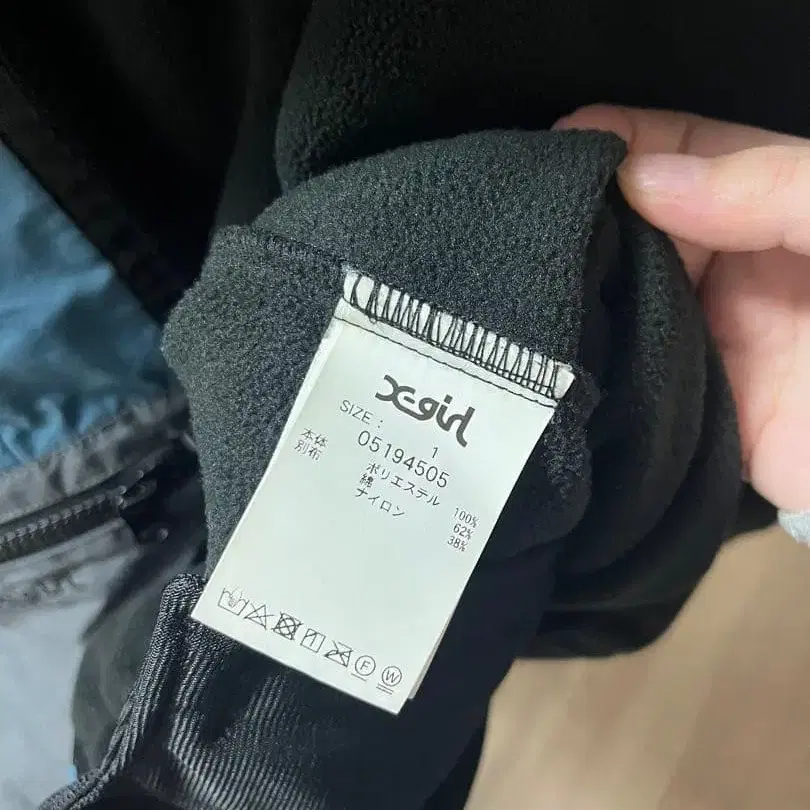 X-girl
SIZE : 1
05194505
本体 ポリエステル 100%
別布 綿 62%
ナイロン 38%
F W